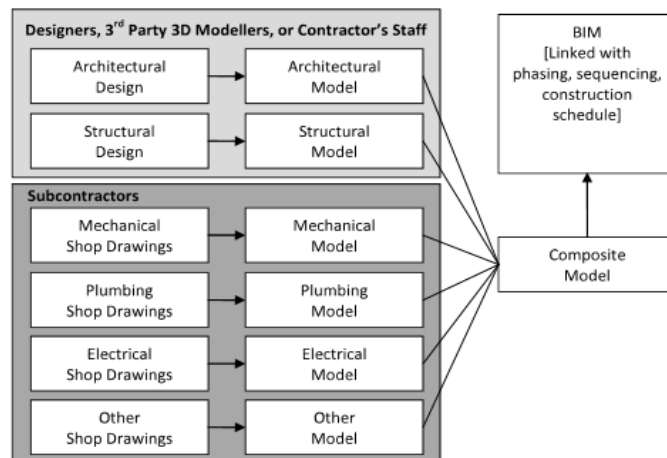 Designers, 3rd Party 3D Modellers, or Contractor's Staff
Architectural
Design
Architectural
Model
Structural
Design
Structural
Model
Subcontractors
Mechanical
Shop Drawings
Mechanical
Model
Plumbing
Shop Drawings
Plumbing
Model
Electrical
Shop Drawings
Electrical
Model
Other
Shop Drawings
Other
Model
BIM
[Linked with
phasing, sequencing,
construction
schedule]
Composite
Model